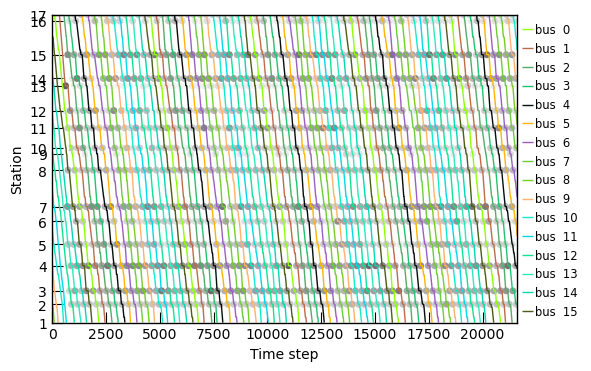 17
16
15
14
13
12
11
10
9
8
7
6
5
4
3
2
1
Station
0
2500
5000
7500
10000
12500
15000
17500
20000
Time step
bus 0
bus 1
bus 2
bus 3
bus 4
bus 5
bus 6
bus 7
bus 8
bus 9
bus 10
bus 11
bus 12
bus 13
bus 14
bus 15